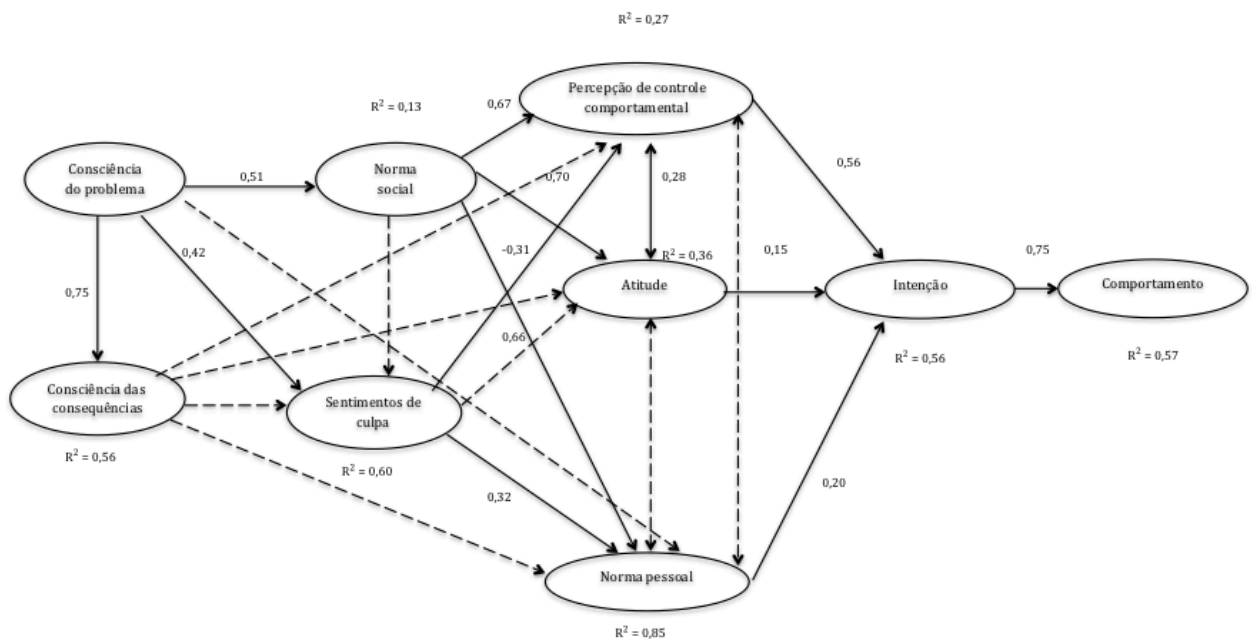 R² = 0,27
Percepção de controle
comportamental
R² = 0,13
0,67
Consciência
do problema
0,51
Norma
social
0,70
0,28
0,56
0,42
-0,31
R² = 0,36
0,15
0,75
0,75
Atitude
Intenção
Comportamento
0,66
R² = 0,56
R² = 0,57
Consciência das
consequências
Sentimentos de
culpa
R² = 0,56
R² = 0,60
0,32
0,20
Norma pessoal
R² = 0,85